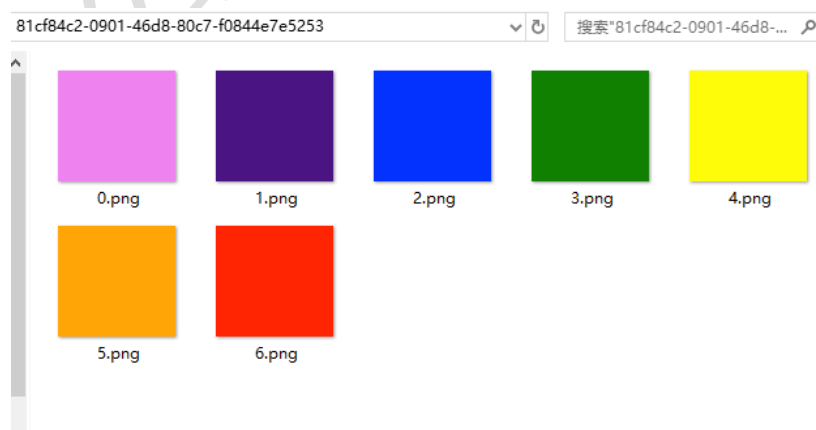 81cf84c2-0901-46d8-80c7-f0844e7e5253
搜索"81cf84c2-0901-46d8-...
0.png
1.png
2.png
3.png
4.png
5.png
6.png